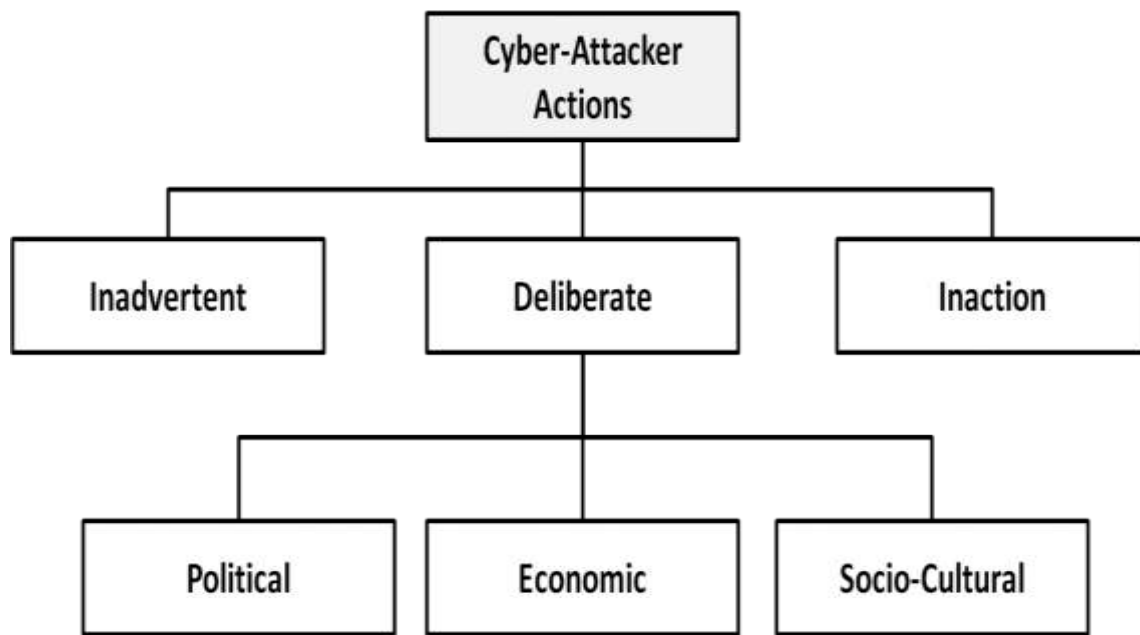 Cyber-Attacker
Actions
Inadvertent
Deliberate
Inaction
Political
Economic
Socio-Cultural